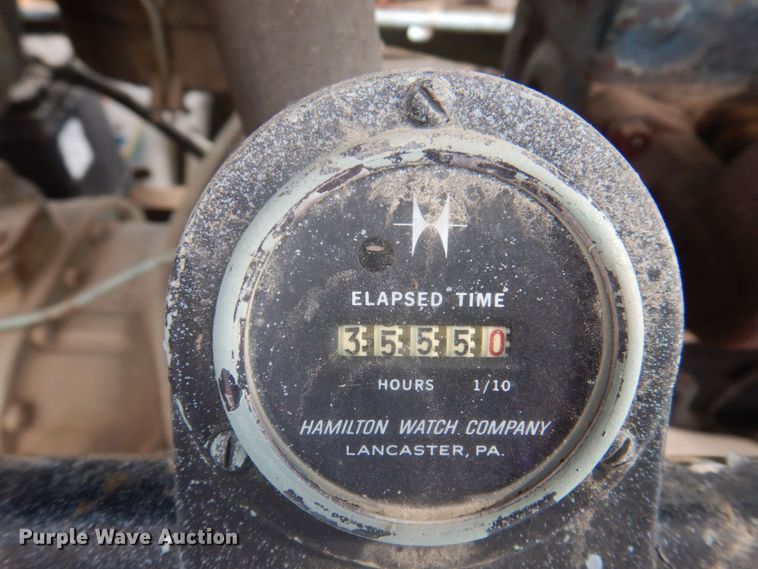 H
ELAPSED TIME
35550
HOURS 1/10
HAMILTON WATCH COMPANY
LANCASTER, PA.
Purple Wave Auction®